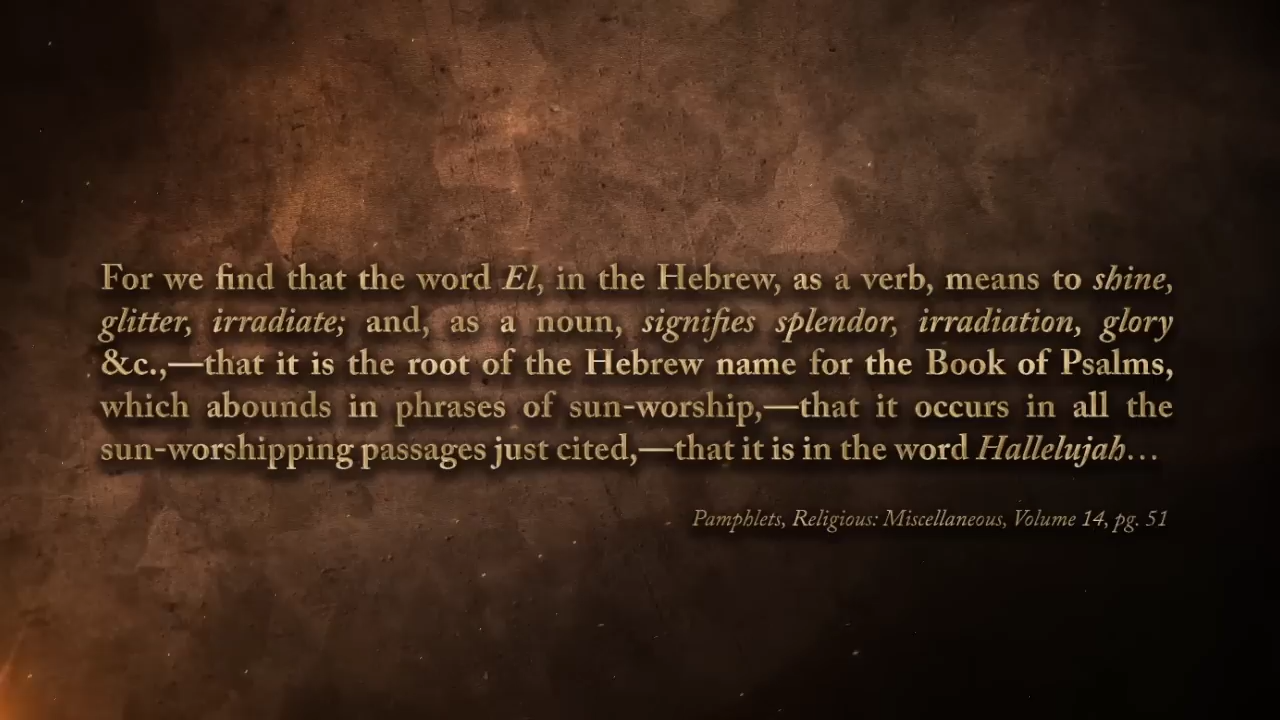 For we find that the word El, in the Hebrew, as a verb, means to shine,
glitter, irradiate; and, as a noun, signifies splendor, irradiation, glory
&c.,—that it is the root of the Hebrew name for the Book of Psalms,
which abounds in phrases of sun-worship,—that it occurs in all the
sun-worshipping passages just cited,—that it is in the word Hallelujah…
Pamphlets, Religious: Miscellaneous, Volume 14, pg. 51